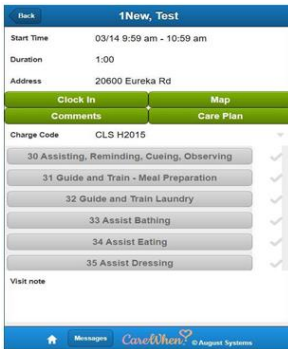 Back 1New, Test
Start Time 03/14 9:59 am - 10:59 am
Duration 1:00
Address 20600 Eureka Rd
Clock In Map
Comments Care Plan
Charge Code CLS H2015
30 Assisting, Reminding, Cueing, Observing
31 Guide and Train - Meal Preparation
32 Guide and Train Laundry
33 Assist Bathing
34 Assist Eating
35 Assist Dressing
Visit note
Messages CareWhen? © August Systems